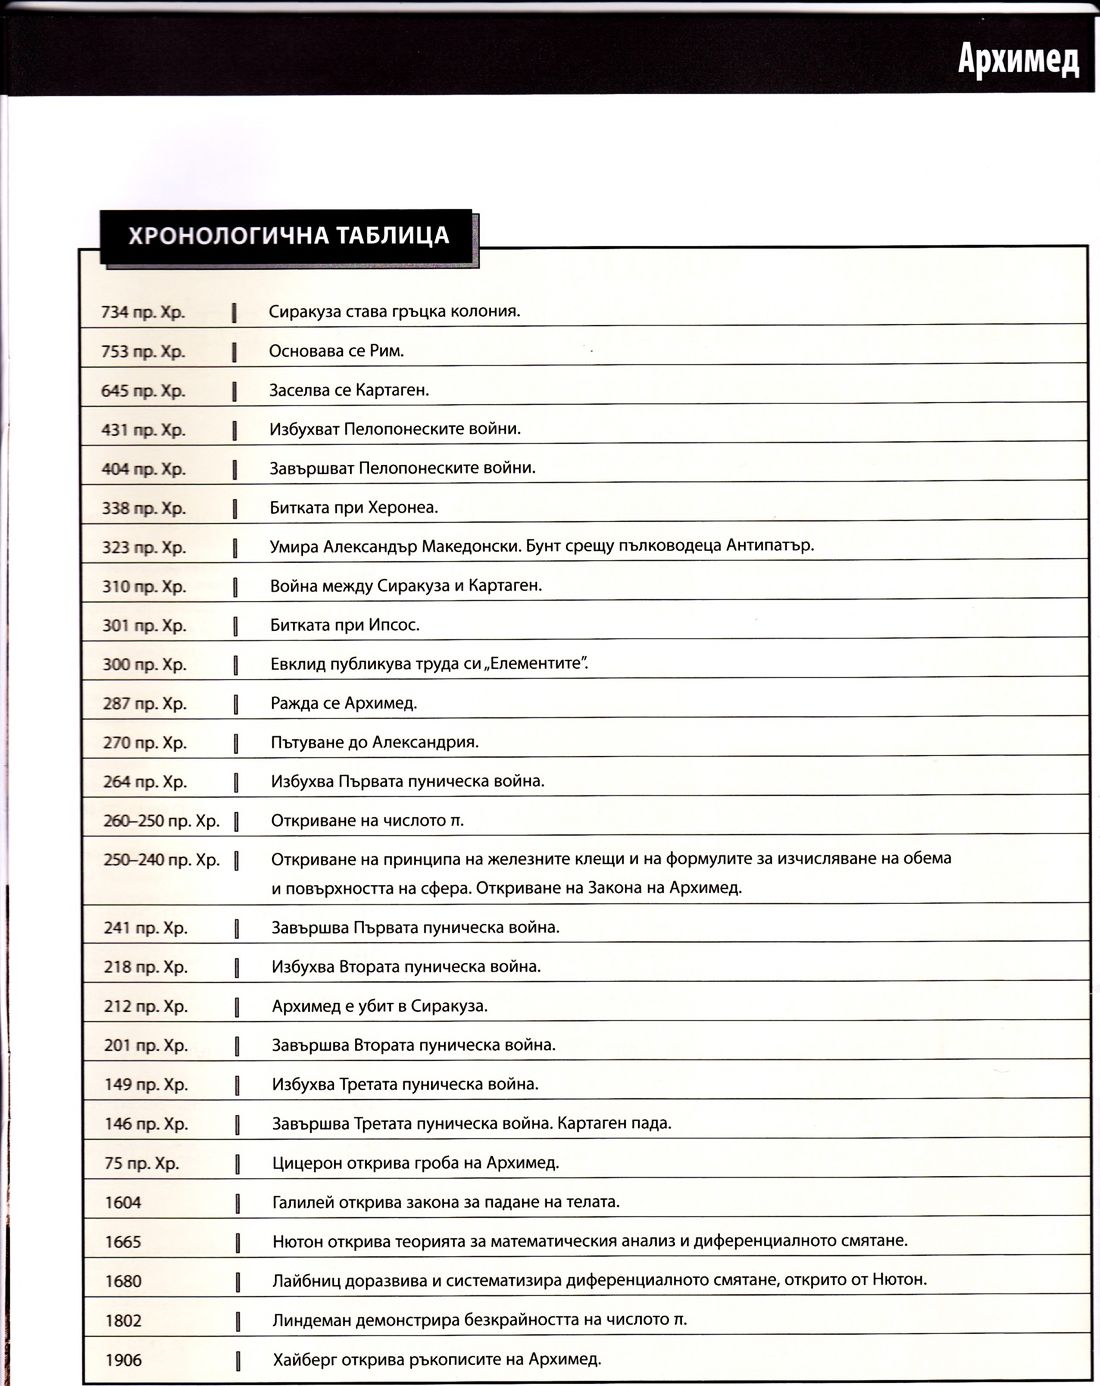 Архимед
ХРОНОЛОГИЧНА ТАБЛИЦА
734 пр. Хр. Сиракуза става гръцка колония.
753 пр. Хр. Основава се Рим.
645 пр. Хр. Заселва се Картаген.
431 пр. Хр. Избухват Пелопонеските войни.
404 пр. Хр. Завършват Пелопонеските войни.
338 пр. Хр. Битката при Херонеа.
323 пр. Хр. Умира Александър Македонски. Бунт срещу пълководеца Антипатър.
310 пр. Хр. Война между Сиракуза и Картаген.
301 пр. Хр. Битката при Ипсос.
300 пр. Хр. Евклид публикува труда си „Елементите”.
287 пр. Хр. Ражда се Архимед.
270 пр. Хр. Пътуване до Александрия.
264 пр. Хр. Избухва Първата пуническа война.
260–250 пр. Хр. Откриване на числото π.
250–240 пр. Хр. Откриване на принципа на железните клещи и на формулите за изчисляване на обема
и повърхността на сфера. Откриване на Закона на Архимед.
241 пр. Хр. Завършва Първата пуническа война.
218 пр. Хр. Избухва Втората пуническа война.
212 пр. Хр. Архимед е убит в Сиракуза.
201 пр. Хр. Завършва Втората пуническа война.
149 пр. Хр. Избухва Третата пуническа война.
146 пр. Хр. Завършва Третата пуническа война. Картаген пада.
75 пр. Хр. Цицерон открива гроба на Архимед.
1604 Галилей открива закона за падане на телата.
1665 Нютон открива теорията за математическия анализ и диференциалното смятане.
1680 Лайбниц доразвива и систематизира диференциалното смятане, открито от Нютон.
1802 Линдеман демонстрира безкрайността на числото π.
1906 Хайберг открива ръкописите на Архимед.